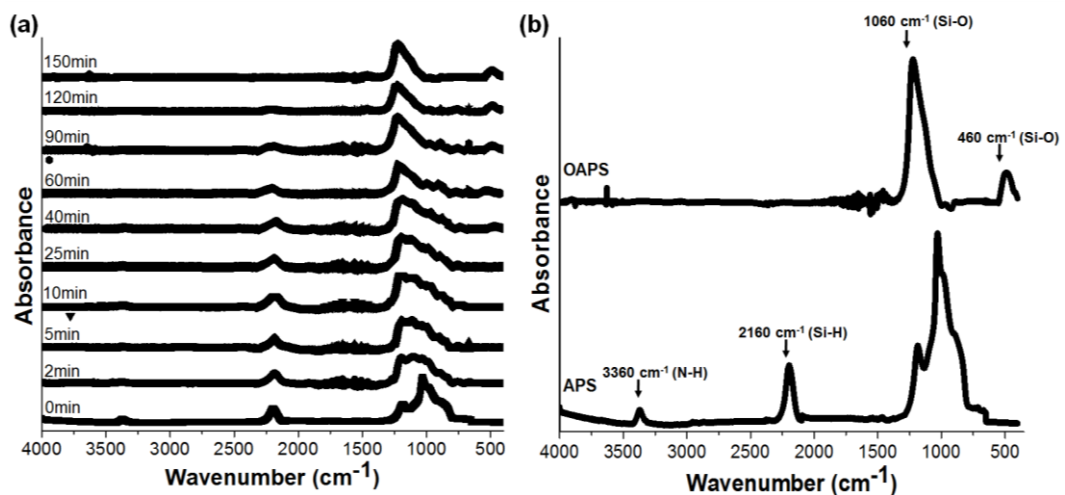 (a)
Absorbance
150min
120min
90min
60min
40min
25min
10min
5min
2min
0min
4000 3500 3000 2500 2000 1500 1000 500
Wavenumber (cm-1)
(b)
Absorbance
1060 cm-1 (Si-O)
460 cm-1 (Si-O)
OAPS
2160 cm-1 (Si-H)
3360 cm-1 (N-H)
APS
4000 3500 3000 2500 2000 1500 1000 500
Wavenumber (cm-1)